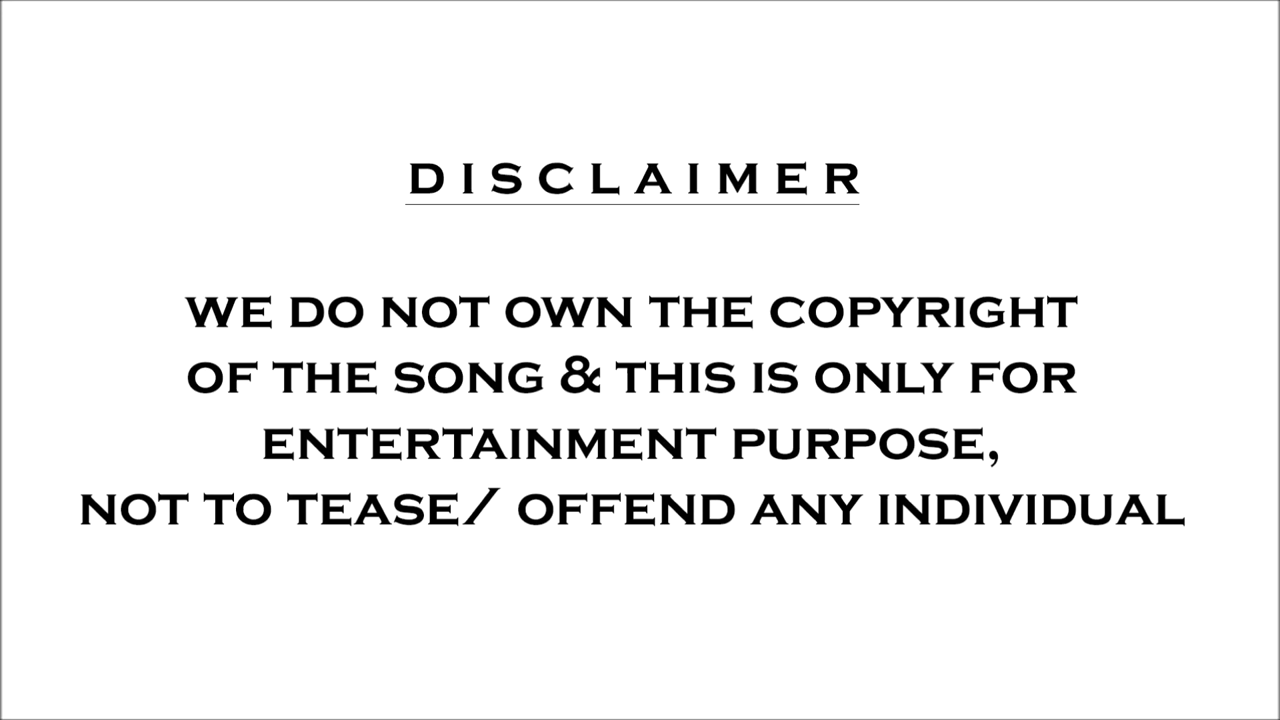 DISCLAIMER
WE DO NOT OWN THE COPYRIGHT
OF THE SONG & THIS IS ONLY FOR
ENTERTAINMENT PURPOSE,
NOT TO TEASE/ OFFEND ANY INDIVIDUAL